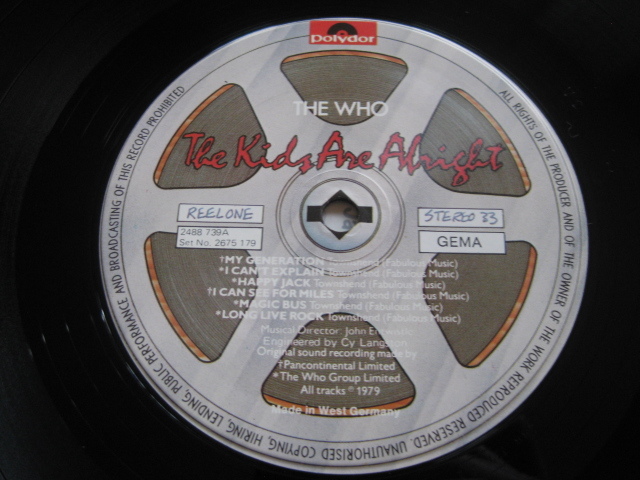 polydor
THE WHO
The Kids Are Alright
REEL ONE
STEREO 33
2488 739A
Set No. 2675 179
GEMA
†MY GENERATION Townshend (Fabulous Music)
*I CAN'T EXPLAIN Townshend (Fabulous Music)
*HAPPY JACK Townshend (Fabulous Music)
†I CAN SEE FOR MILES Townshend (Fabulous Music)
*MAGIC BUS Townshend (Fabulous Music)
*LONG LIVE ROCK Townshend (Fabulous Music)
Musical Director: John Entwistle
Engineered by Cy Langston
Original sound recording made by
†Pancontinental Limited
*The Who Group Limited
All tracks ℗ 1979
Made in West Germany
ALL RIGHTS OF THE PRODUCER AND OF THE OWNER OF THE WORK REPRODUCED RESERVED. UNAUTHORISED COPYING, HIRING, LENDING, PUBLIC PERFORMANCE AND BROADCASTING OF THIS RECORD PROHIBITED